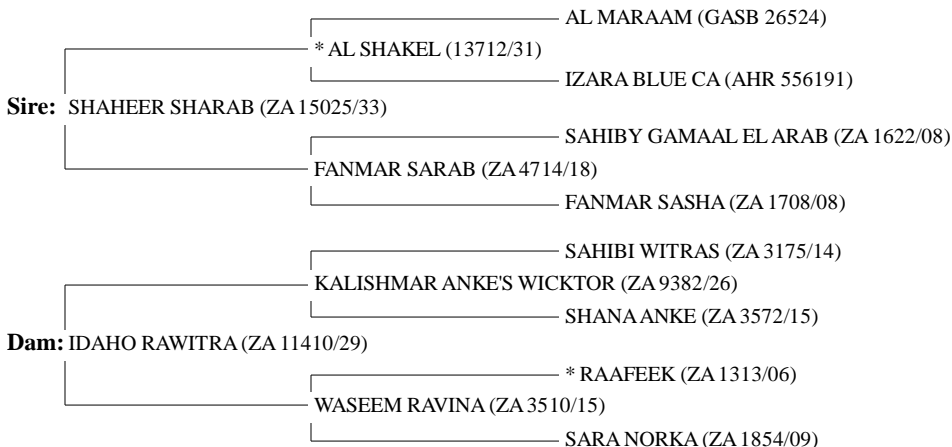 AL MARAAM (GASB 26524)
* AL SHAKEL (13712/31)
IZARA BLUE CA (AHR 556191)
Sire: SHAHEER SHARAB (ZA 15025/33)
SAHIBY GAMAAL EL ARAB (ZA 1622/08)
FANMAR SARAB (ZA 4714/18)
FANMAR SASHA (ZA 1708/08)
SAHIBI WITRAS (ZA 3175/14)
KALISHMAR ANKE'S WICKTOR (ZA 9382/26)
SHANA ANKE (ZA 3572/15)
Dam: IDAHO RAWITRA (ZA 11410/29)
* RAAFEEK (ZA 1313/06)
WASEEM RAVINA (ZA 3510/15)
SARA NORKA (ZA 1854/09)